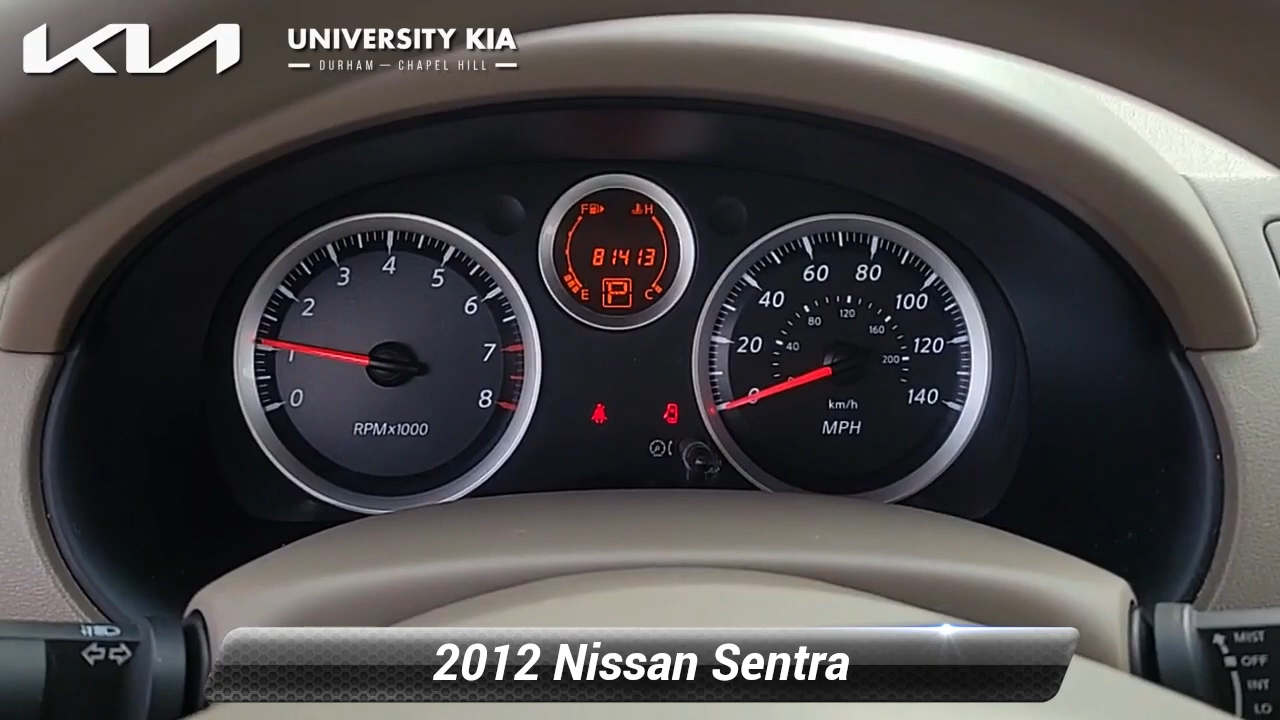 KIA
UNIVERSITY KIA
DURHAM — CHAPEL HILL
0 1 2 3 4 5 6 7 8
RPM×1000
F H
81413
E P C
0 20 40 60 80 100 120 140
40 80 120 160 200
km/h
MPH
MIST
OFF
INT
LO
2012 Nissan Sentra